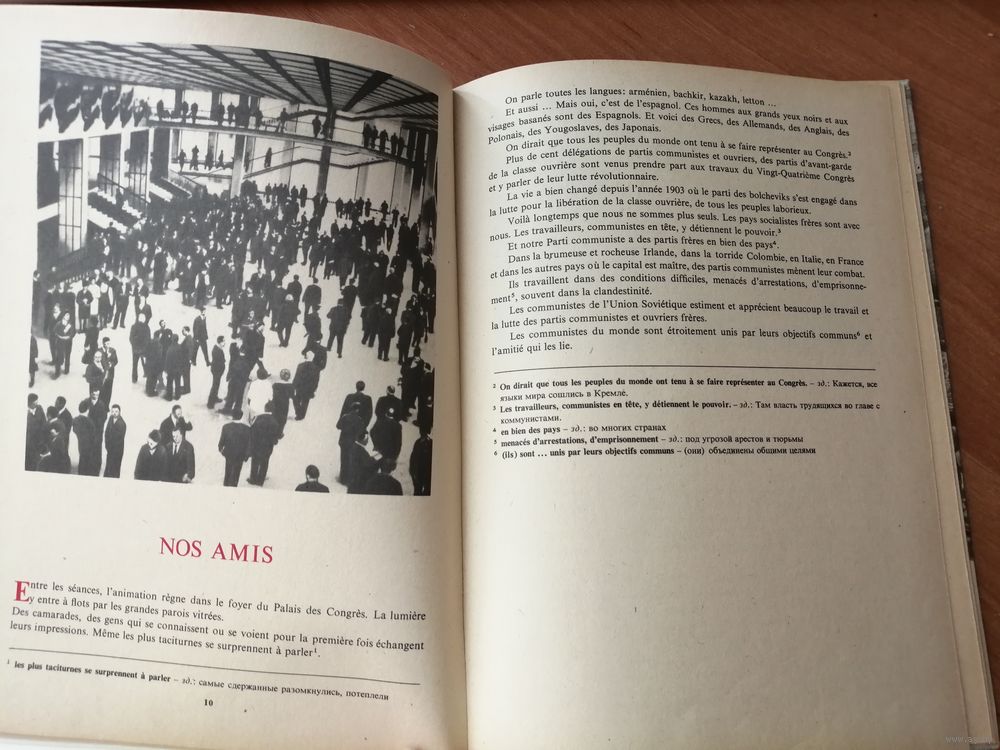 NOS AMIS
Entre les séances, l'animation règne dans le foyer du Palais des Congrès. La lumière
y entre à flots par les grandes parois vitrées.
Des camarades, des gens qui se connaissent ou se voient pour la première fois échangent
leurs impressions. Même les plus taciturnes se surprennent à parler¹.
¹ les plus taciturnes se surprennent à parler – зд.: самые сдержанные разомкнулись, потеплели
10
On parle toutes les langues: arménien, bachkir, kazakh, letton ...
Et aussi ... Mais oui, c'est de l'espagnol. Ces hommes aux grands yeux noirs et aux
visages basanés sont des Espagnols. Et voici des Grecs, des Allemands, des Anglais, des
Polonais, des Yougoslaves, des Japonais.
On dirait que tous les peuples du monde ont tenu à se faire représenter au Congrès.²
Plus de cent délégations de partis communistes et ouvriers, des partis d'avant-garde
de la classe ouvrière sont venus prendre part aux travaux du Vingt-Quatrième Congrès
et y parler de leur lutte révolutionnaire.
La vie a bien changé depuis l'année 1903 où le parti des bolcheviks s'est engagé dans
la lutte pour la libération de la classe ouvrière, de tous les peuples laborieux.
Voilà longtemps que nous ne sommes plus seuls. Les pays socialistes frères sont avec
nous. Les travailleurs, communistes en tête, y détiennent le pouvoir.³
Et notre Parti communiste a des partis frères en bien des pays⁴.
Dans la brumeuse et rocheuse Irlande, dans la torride Colombie, en Italie, en France
et dans les autres pays où le capital est maître, des partis communistes mènent leur combat.
Ils travaillent dans des conditions difficiles, menacés d'arrestations, d'emprisonne-
ment⁵, souvent dans la clandestinité.
Les communistes de l'Union Soviétique estiment et apprécient beaucoup le travail et
la lutte des partis communistes et ouvriers frères.
Les communistes du monde sont étroitement unis par leurs objectifs communs⁶ et
l'amitié qui les lie.
² On dirait que tous les peuples du monde ont tenu à se faire représenter au Congrès. – зд.: Кажется, все
языки мира сошлись в Кремле.
³ Les travailleurs, communistes en tête, y détiennent le pouvoir. – зд.: Там власть трудящихся во главе с
коммунистами.
⁴ en bien des pays – зд.: во многих странах
⁵ menacés d'arrestations, d'emprisonnement – зд.: под угрозой арестов и тюрьмы
⁶ (ils) sont ... unis par leurs objectifs communs – (они) объединены общими целями